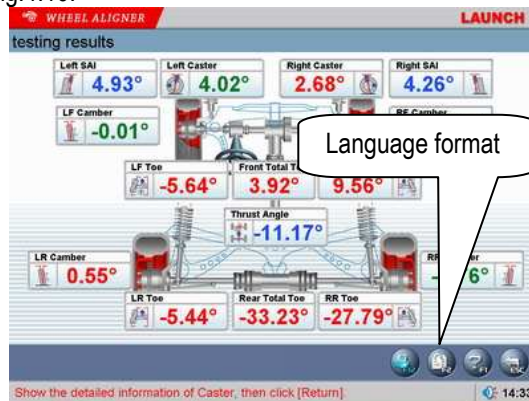 WHEEL ALIGNER LAUNCH
testing results
Left SAI
4.93°
Left Caster
4.02°
Right Caster
2.68°
Right SAI
4.26°
LF Camber
-0.01°
Language format
LF Toe
-5.64°
Front Total
3.92°
9.56°
Thrust Angle
-11.17°
LR Camber
0.55°
6°
LR Toe
-5.44°
Rear Total Toe
-33.23°
RR Toe
-27.79°
Show the detailed information of Caster, then click [Return].
14:33